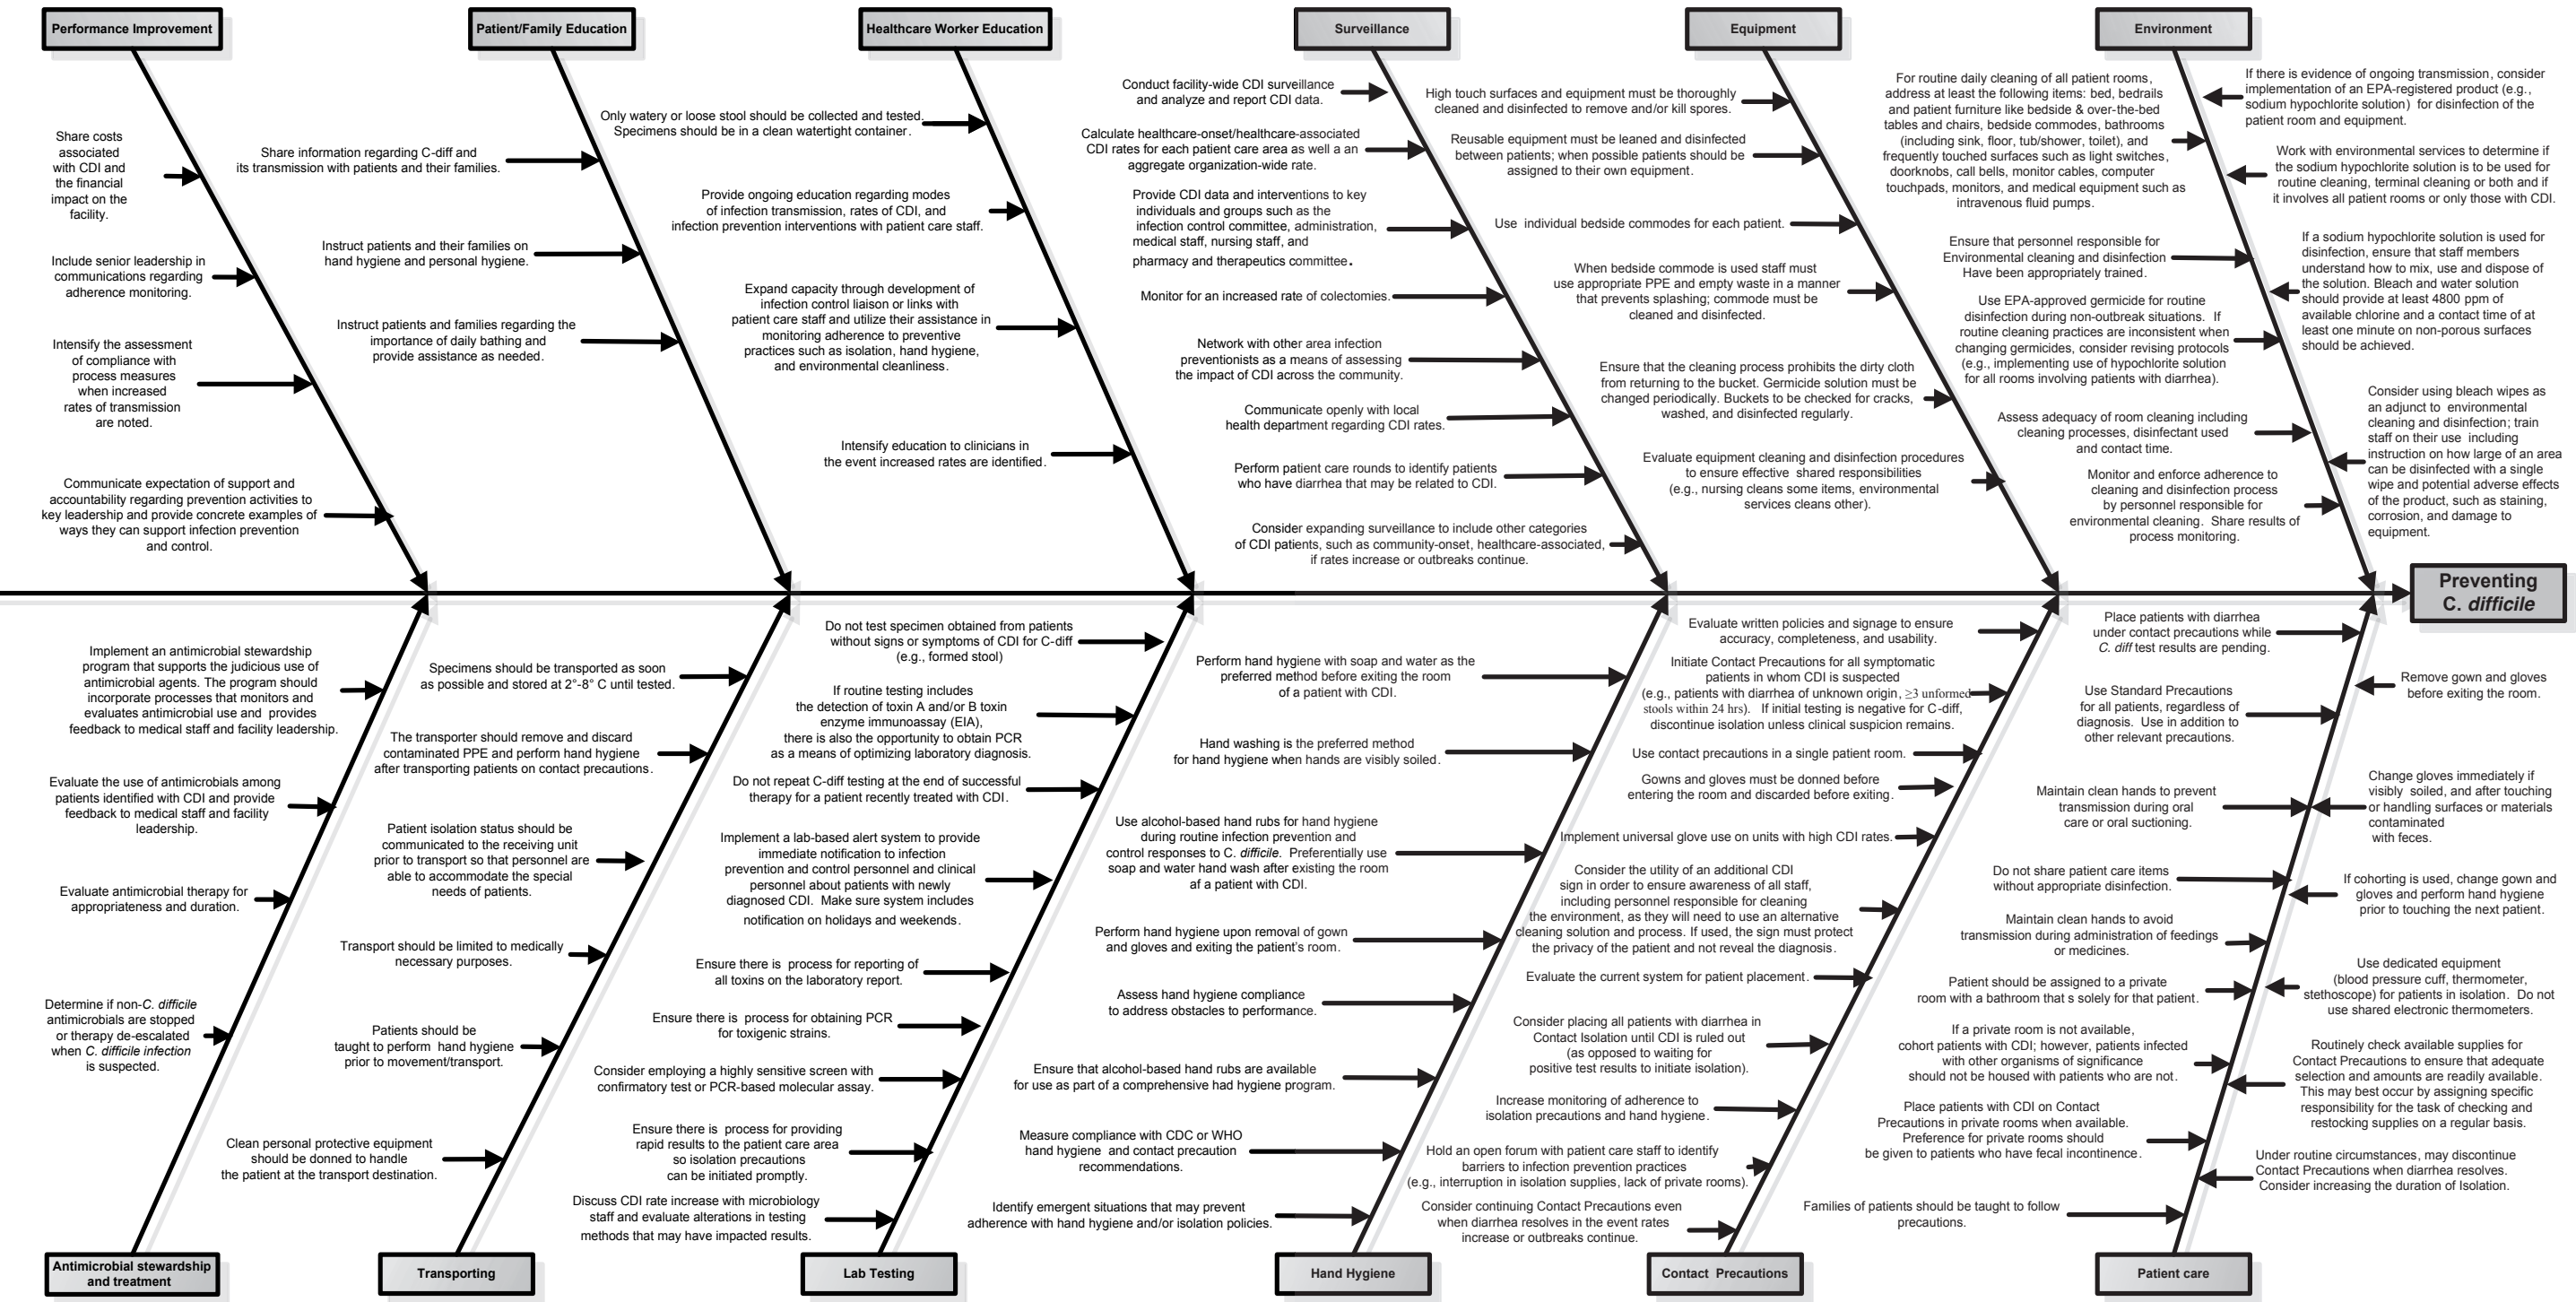 Performance Improvement
Share costs
associated
with CDI and
the financial
impact on the
facility.
Include senior leadership in
communications regarding
adherence monitoring.
Intensify the assessment
of compliance with
process measures
when increased
rates of transmission
are noted.
Communicate expectation of support and
accountability regarding prevention activities to
key leadership and provide concrete examples of
ways they can support infection prevention
and control.
Patient/Family Education
Share information regarding C-diff and
its transmission with patients and their families.
Instruct patients and their families on
hand hygiene and personal hygiene.
Instruct patients and families regarding the
importance of daily bathing and
provide assistance as needed.
Healthcare Worker Education
Only watery or loose stool should be collected and tested.
Specimens should be in a clean watertight container.
Provide ongoing education regarding modes
of infection transmission, rates of CDI, and
infection prevention interventions with patient care staff.
Expand capacity through development of
infection control liaison or links with
patient care staff and utilize their assistance in
monitoring adherence to preventive
practices such as isolation, hand hygiene,
and environmental cleanliness.
Intensify education to clinicians in
the event increased rates are identified.
Surveillance
Conduct facility-wide CDI surveillance
and analyze and report CDI data.
Calculate healthcare-onset/healthcare-associated
CDI rates for each patient care area as well a an
aggregate organization-wide rate.
Provide CDI data and interventions to key
individuals and groups such as the
infection control committee, administration,
medical staff, nursing staff, and
pharmacy and therapeutics committee.
Monitor for an increased rate of colectomies.
Network with other area infection
preventionists as a means of assessing
the impact of CDI across the community.
Communicate openly with local
health department regarding CDI rates.
Perform patient care rounds to identify patients
who have diarrhea that may be related to CDI.
Consider expanding surveillance to include other categories
of CDI patients, such as community-onset, healthcare-associated,
if rates increase or outbreaks continue.
Equipment
High touch surfaces and equipment must be thoroughly
cleaned and disinfected to remove and/or kill spores.
Reusable equipment must be leaned and disinfected
between patients; when possible patients should be
assigned to their own equipment.
Use individual bedside commodes for each patient.
When bedside commode is used staff must
use appropriate PPE and empty waste in a manner
that prevents splashing; commode must be
cleaned and disinfected.
Ensure that the cleaning process prohibits the dirty cloth
from returning to the bucket. Germicide solution must be
changed periodically. Buckets to be checked for cracks,
washed, and disinfected regularly.
Evaluate equipment cleaning and disinfection procedures
to ensure effective shared responsibilities
(e.g., nursing cleans some items, environmental
services cleans other).
Environment
For routine daily cleaning of all patient rooms,
address at least the following items: bed, bedrails
and patient furniture like bedside & over-the-bed
tables and chairs, bedside commodes, bathrooms
(including sink, floor, tub/shower, toilet), and
frequently touched surfaces such as light switches,
doorknobs, call bells, monitor cables, computer
touchpads, monitors, and medical equipment such as
intravenous fluid pumps.
Ensure that personnel responsible for
Environmental cleaning and disinfection
Have been appropriately trained.
Use EPA-approved germicide for routine
disinfection during non-outbreak situations. If
routine cleaning practices are inconsistent when
changing germicides, consider revising protocols
(e.g., implementing use of hypochlorite solution
for all rooms involving patients with diarrhea).
Assess adequacy of room cleaning including
cleaning processes, disinfectant used
and contact time.
Monitor and enforce adherence to
cleaning and disinfection process
by personnel responsible for
environmental cleaning. Share results of
process monitoring.
If there is evidence of ongoing transmission, consider
implementation of an EPA-registered product (e.g.,
sodium hypochlorite solution) for disinfection of the
patient room and equipment.
Work with environmental services to determine if
the sodium hypochlorite solution is to be used for
routine cleaning, terminal cleaning or both and if
it involves all patient rooms or only those with CDI.
If a sodium hypochlorite solution is used for
disinfection, ensure that staff members
understand how to mix, use and dispose of
the solution. Bleach and water solution
should provide at least 4800 ppm of
available chlorine and a contact time of at
least one minute on non-porous surfaces
should be achieved.
Consider using bleach wipes as
an adjunct to environmental
cleaning and disinfection; train
staff on their use including
instruction on how large of an area
can be disinfected with a single
wipe and potential adverse effects
of the product, such as staining,
corrosion, and damage to
equipment.
Preventing
C. difficile
Implement an antimicrobial stewardship
program that supports the judicious use of
antimicrobial agents. The program should
incorporate processes that monitors and
evaluates antimicrobial use and provides
feedback to medical staff and facility leadership.
Evaluate the use of antimicrobials among
patients identified with CDI and provide
feedback to medical staff and facility
leadership.
Evaluate antimicrobial therapy for
appropriateness and duration.
Determine if non-C. difficile
antimicrobials are stopped
or therapy de-escalated
when C. difficile infection
is suspected.
Antimicrobial stewardship
and treatment
Specimens should be transported as soon
as possible and stored at 2°-8° C until tested.
The transporter should remove and discard
contaminated PPE and perform hand hygiene
after transporting patients on contact precautions.
Patient isolation status should be
communicated to the receiving unit
prior to transport so that personnel are
able to accommodate the special
needs of patients.
Transport should be limited to medically
necessary purposes.
Patients should be
taught to perform hand hygiene
prior to movement/transport.
Clean personal protective equipment
should be donned to handle
the patient at the transport destination.
Transporting
Do not test specimen obtained from patients
without signs or symptoms of CDI for C-diff
(e.g., formed stool)
If routine testing includes
the detection of toxin A and/or B toxin
enzyme immunoassay (EIA),
there is also the opportunity to obtain PCR
as a means of optimizing laboratory diagnosis.
Do not repeat C-diff testing at the end of successful
therapy for a patient recently treated with CDI.
Implement a lab-based alert system to provide
immediate notification to infection
prevention and control personnel and clinical
personnel about patients with newly
diagnosed CDI. Make sure system includes
notification on holidays and weekends.
Ensure there is process for reporting of
all toxins on the laboratory report.
Ensure there is process for obtaining PCR
for toxigenic strains.
Consider employing a highly sensitive screen with
confirmatory test or PCR-based molecular assay.
Ensure there is process for providing
rapid results to the patient care area
so isolation precautions
can be initiated promptly.
Discuss CDI rate increase with microbiology
staff and evaluate alterations in testing
methods that may have impacted results.
Lab Testing
Perform hand hygiene with soap and water as the
preferred method before exiting the room
of a patient with CDI.
Hand washing is the preferred method
for hand hygiene when hands are visibly soiled.
Use alcohol-based hand rubs for hand hygiene
during routine infection prevention and
control responses to C. difficile. Preferentially use
soap and water hand wash after existing the room
af a patient with CDI.
Perform hand hygiene upon removal of gown
and gloves and exiting the patient's room.
Assess hand hygiene compliance
to address obstacles to performance.
Ensure that alcohol-based hand rubs are available
for use as part of a comprehensive had hygiene program.
Measure compliance with CDC or WHO
hand hygiene and contact precaution
recommendations.
Identify emergent situations that may prevent
adherence with hand hygiene and/or isolation policies.
Hand Hygiene
Evaluate written policies and signage to ensure
accuracy, completeness, and usability.
Initiate Contact Precautions for all symptomatic
patients in whom CDI is suspected
(e.g., patients with diarrhea of unknown origin, ≥3 unformed
stools within 24 hrs). If initial testing is negative for C-diff,
discontinue isolation unless clinical suspicion remains.
Use contact precautions in a single patient room.
Gowns and gloves must be donned before
entering the room and discarded before exiting.
Implement universal glove use on units with high CDI rates.
Consider the utility of an additional CDI
sign in order to ensure awareness of all staff,
including personnel responsible for cleaning
the environment, as they will need to use an alternative
cleaning solution and process. If used, the sign must protect
the privacy of the patient and not reveal the diagnosis.
Evaluate the current system for patient placement.
Consider placing all patients with diarrhea in
Contact Isolation until CDI is ruled out
(as opposed to waiting for
positive test results to initiate isolation).
Increase monitoring of adherence to
isolation precautions and hand hygiene.
Hold an open forum with patient care staff to identify
barriers to infection prevention practices
(e.g., interruption in isolation supplies, lack of private rooms).
Consider continuing Contact Precautions even
when diarrhea resolves in the event rates
increase or outbreaks continue.
Contact Precautions
Place patients with diarrhea
under contact precautions while
C. diff test results are pending.
Use Standard Precautions
for all patients, regardless of
diagnosis. Use in addition to
other relevant precautions.
Maintain clean hands to prevent
transmission during oral
care or oral suctioning.
Do not share patient care items
without appropriate disinfection.
Maintain clean hands to avoid
transmission during administration of feedings
or medicines.
Patient should be assigned to a private
room with a bathroom that s solely for that patient.
If a private room is not available,
cohort patients with CDI; however, patients infected
with other organisms of significance
should not be housed with patients who are not.
Place patients with CDI on Contact
Precautions in private rooms when available.
Preference for private rooms should
be given to patients who have fecal incontinence.
Families of patients should be taught to follow
precautions.
Remove gown and gloves
before exiting the room.
Change gloves immediately if
visibly soiled, and after touching
or handling surfaces or materials
contaminated
with feces.
If cohorting is used, change gown and
gloves and perform hand hygiene
prior to touching the next patient.
Use dedicated equipment
(blood pressure cuff, thermometer,
stethoscope) for patients in isolation. Do not
use shared electronic thermometers.
Routinely check available supplies for
Contact Precautions to ensure that adequate
selection and amounts are readily available.
This may best occur by assigning specific
responsibility for the task of checking and
restocking supplies on a regular basis.
Under routine circumstances, may discontinue
Contact Precautions when diarrhea resolves.
Consider increasing the duration of Isolation.
Patient care